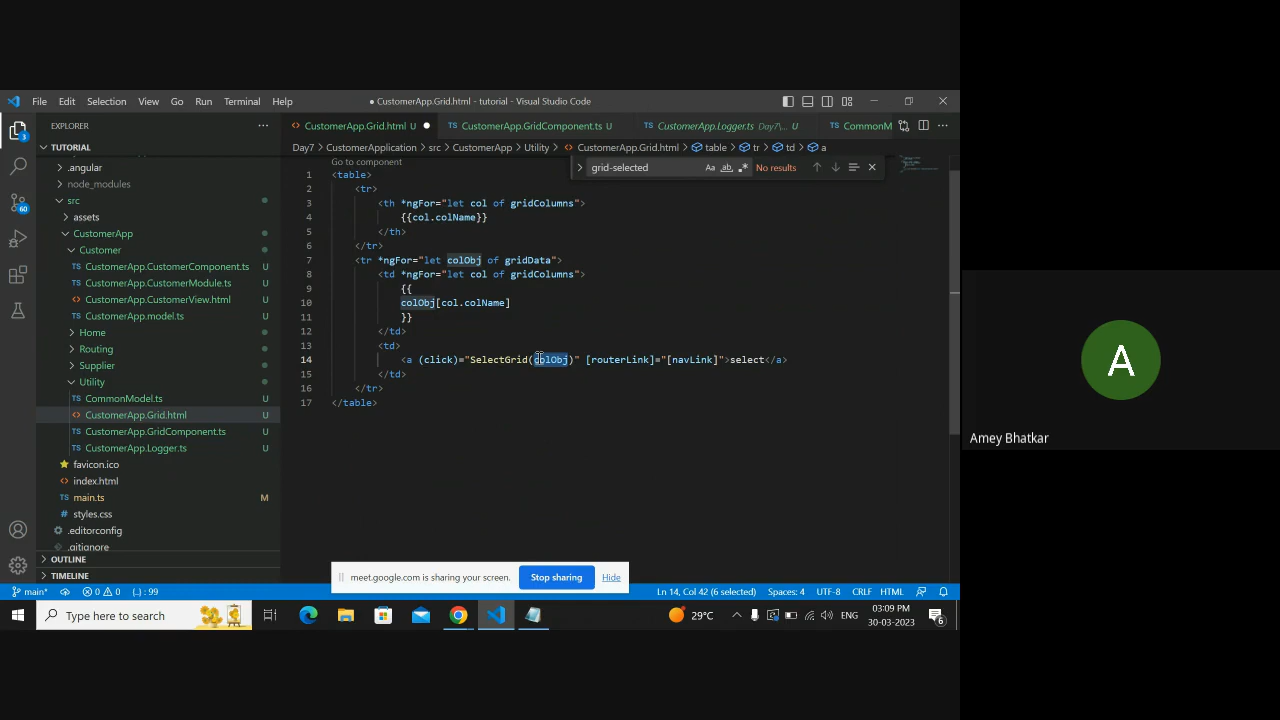 File Edit Selection View Go Run Terminal Help
● CustomerApp.Grid.html - tutorial - Visual Studio Code
EXPLORER
CustomerApp.Grid.html U
CustomerApp.GridComponent.ts U
CustomerApp.Logger.ts Day7\... U
CommonM
TUTORIAL
Day7 > CustomerApplication > src > CustomerApp > Utility > CustomerApp.Grid.html > table > tr > td > a
grid-selected
Aa
ab
No results
.angular
node_modules
src
assets
CustomerApp
Customer
CustomerApp.CustomerComponent.ts U
CustomerApp.CustomerModule.ts U
CustomerApp.CustomerView.html U
CustomerApp.model.ts U
Home
Routing
Supplier
Utility
CommonModel.ts U
CustomerApp.Grid.html U
CustomerApp.GridComponent.ts U
CustomerApp.Logger.ts U
favicon.ico
index.html
main.ts M
styles.css
.editorconfig
.gitignore
OUTLINE
TIMELINE
Go to component
1 <table>
2 <tr>
3 <th *ngFor="let col of gridColumns">
4 {{col.colName}}
5 </th>
6 </tr>
7 <tr *ngFor="let colObj of gridData">
8 <td *ngFor="let col of gridColumns">
9 {{
10 colObj[col.colName]
11 }}
12 </td>
13 <td>
14 <a (click)="SelectGrid(colObj)" [routerLink]="[navLink]">select</a>
15 </td>
16 </tr>
17 </table>
A
Amey Bhatkar
meet.google.com is sharing your screen.
Stop sharing
Hide
main* 0 0 {..} : 99
Ln 14, Col 42 (6 selected) Spaces: 4 UTF-8 CRLF HTML
Type here to search
29°C
ENG
03:09 PM
30-03-2023
6
3
60